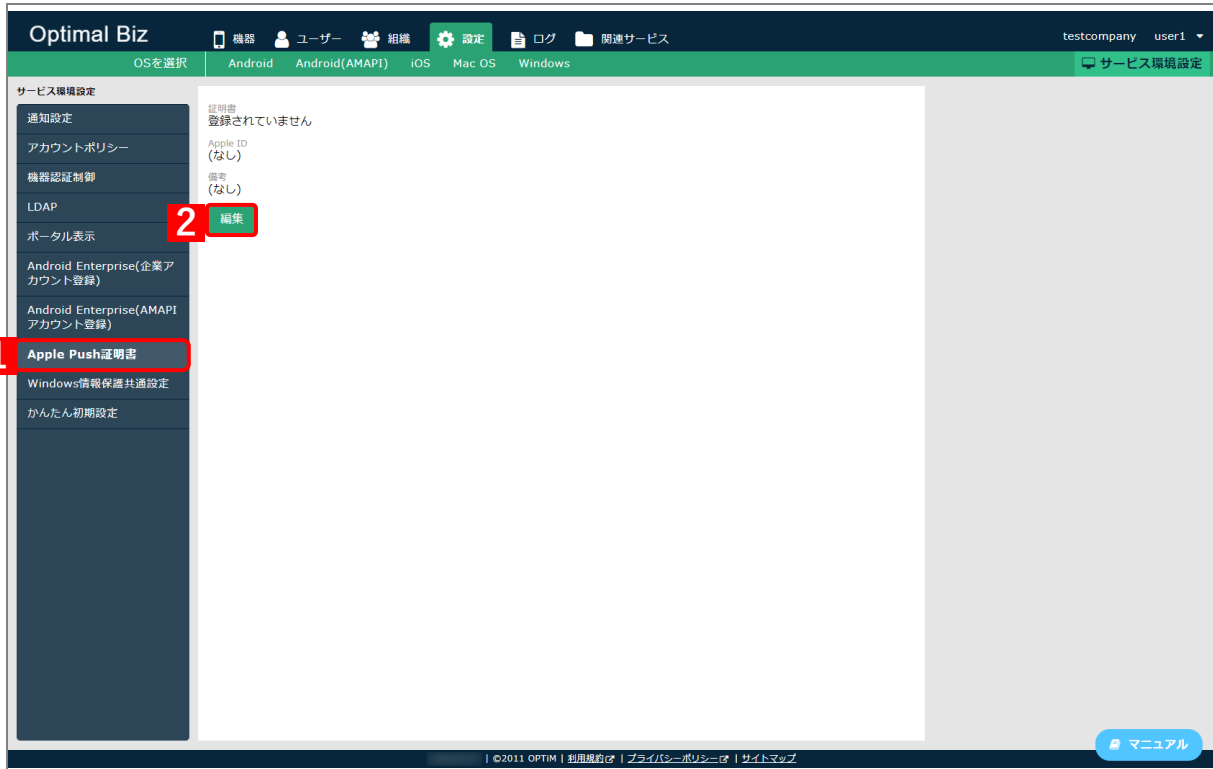 Optimal Biz
機器 ユーザー 組織 設定 ログ 関連サービス
testcompany user1
OSを選択 Android Android(AMAPI) iOS Mac OS Windows
サービス環境設定
サービス環境設定
通知設定
アカウントポリシー
機器認証制御
LDAP
ポータル表示
Android Enterprise(企業ア
カウント登録)
Android Enterprise(AMAPI
アカウント登録)
1
Apple Push証明書
Windows情報保護共通設定
かんたん初期設定
証明書
登録されていません
Apple ID
(なし)
備考
(なし)
2
編集
マニュアル
| ©2011 OPTiM | 利用規約 | プライバシーポリシー | サイトマップ